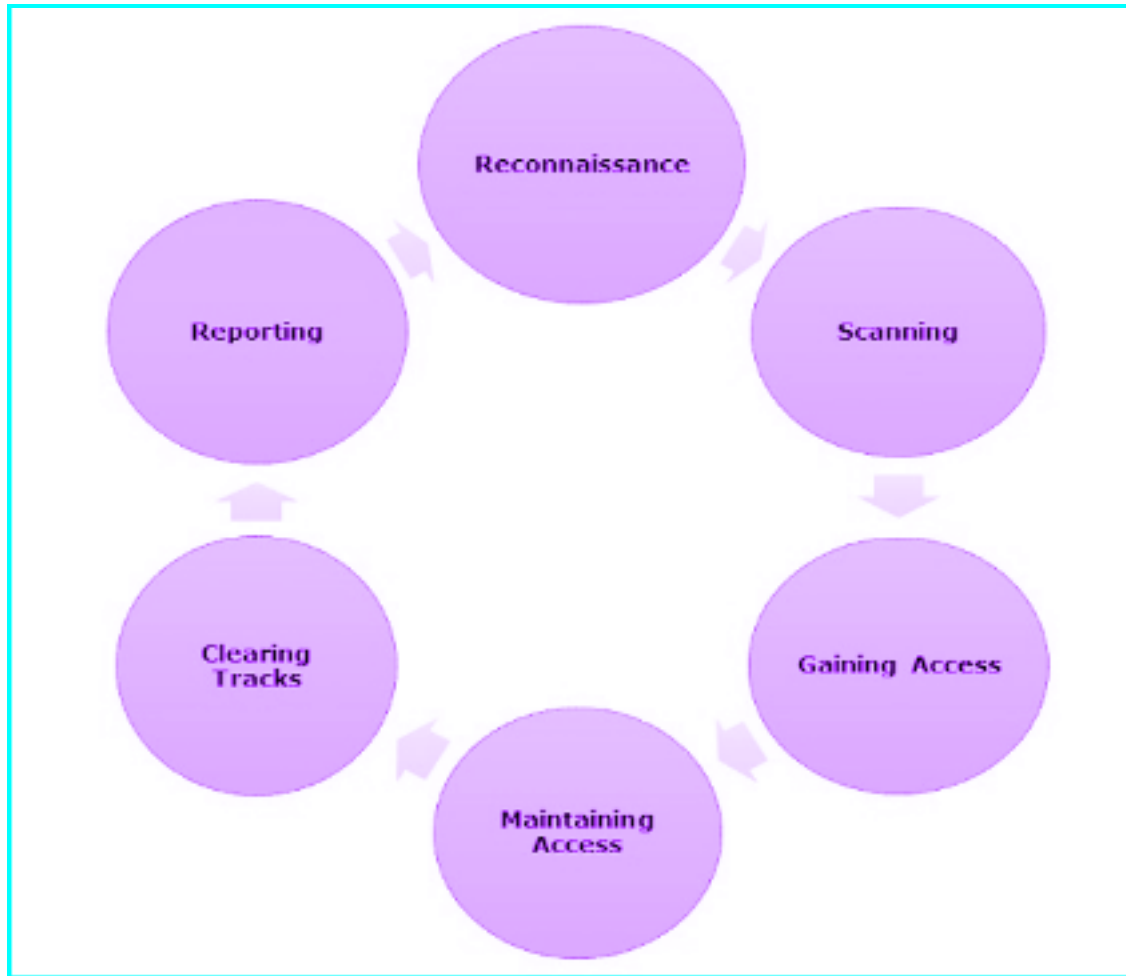 Reconnaissance
Scanning
Gaining Access
Maintaining
Access
Clearing
Tracks
Reporting